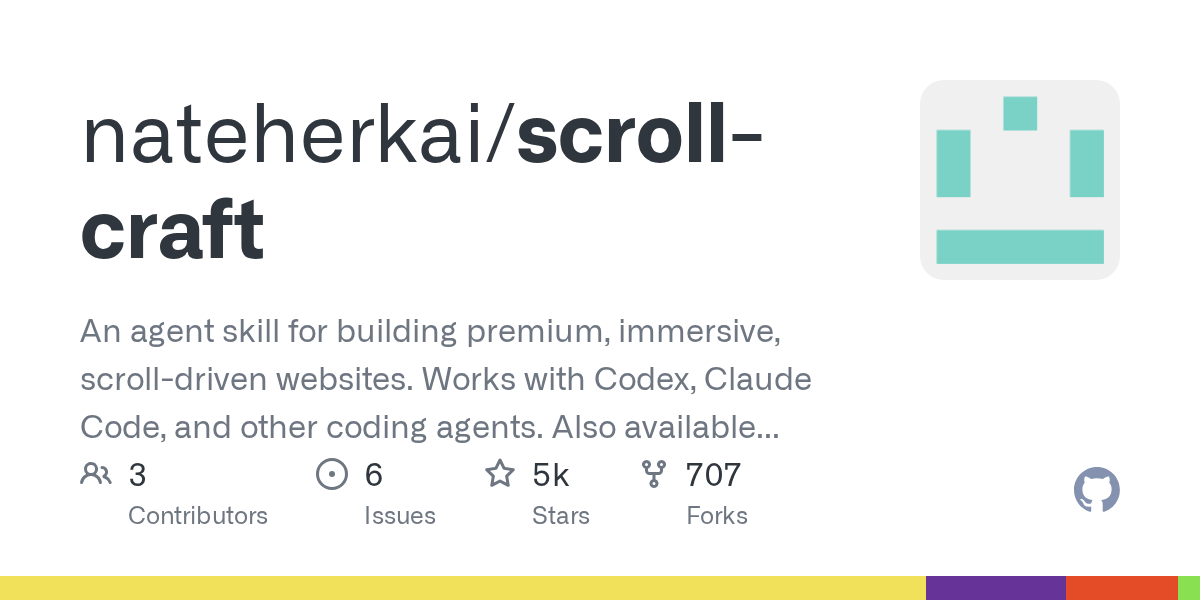 nateherkai/scroll-
craft
An agent skill for building premium, immersive,
scroll-driven websites. Works with Codex, Claude
Code, and other coding agents. Also available...
3
Contributors
6
Issues
5k
Stars
707
Forks